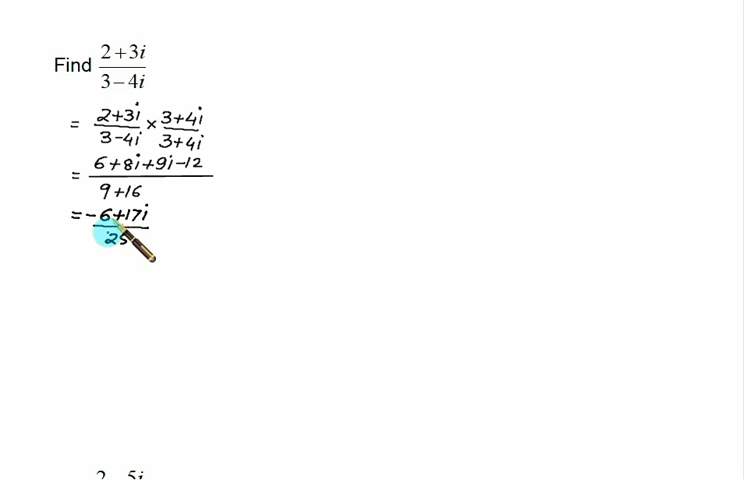 Find (2+3i)/(3−4i)
= (2+3i)/(3-4i) × (3+4i)/(3+4i)
= (6+8i+9i-12)/(9+16)
= (-6+17i)/25